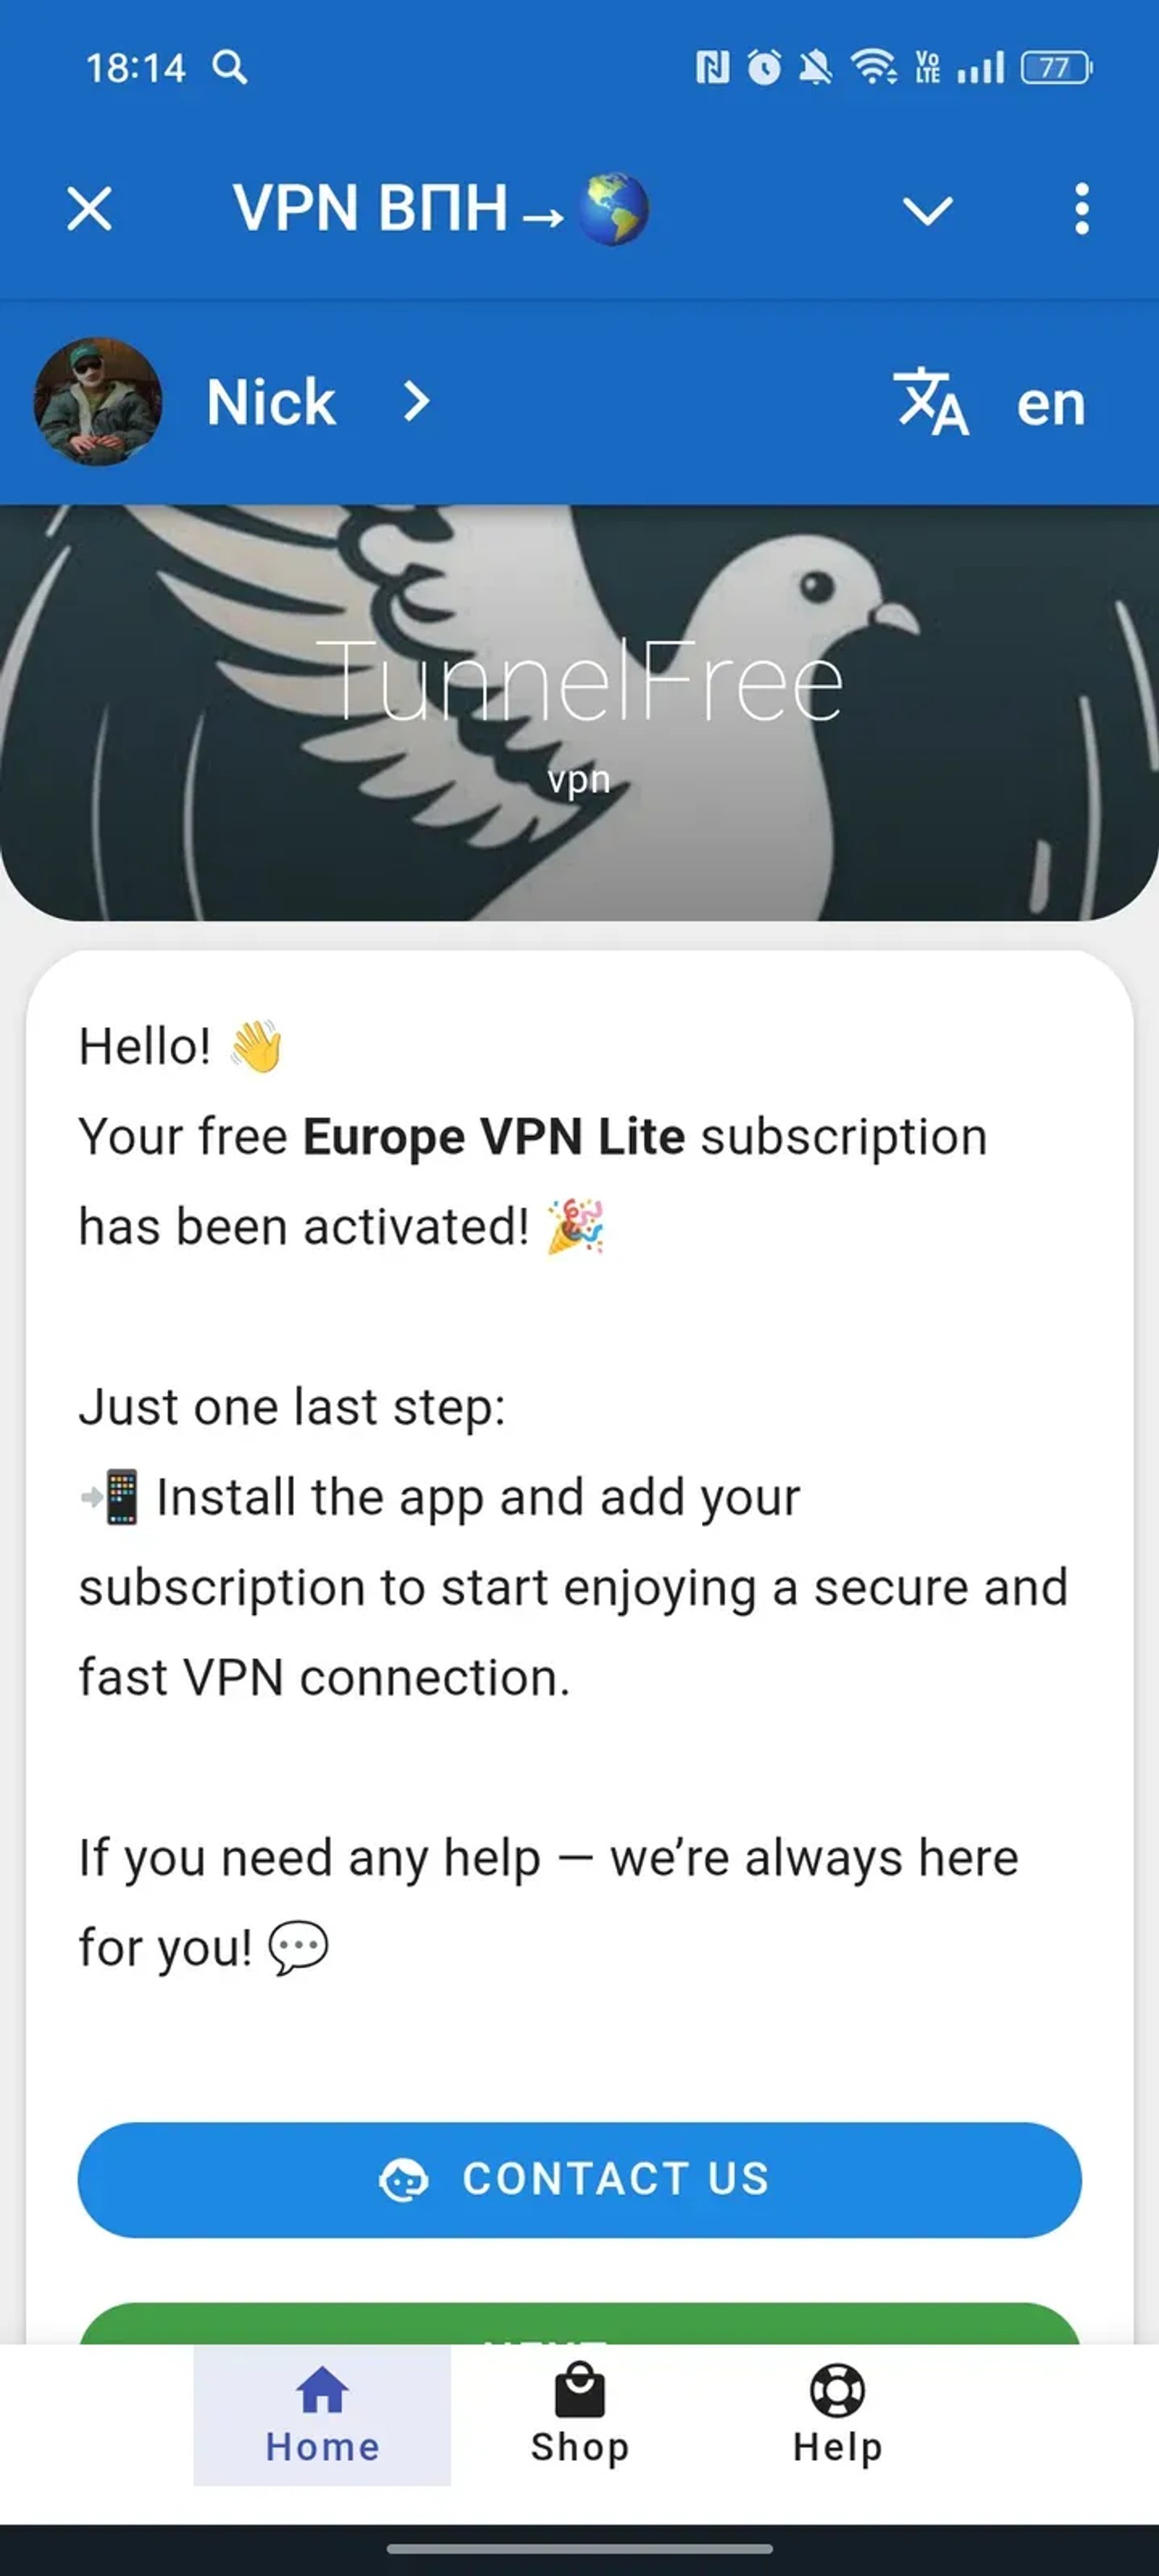 18:14
Vo LTE 77
VPN ВПН→🌎
Nick
en
TunnelFree
vpn
Hello! 👋
Your free Europe VPN Lite subscription
has been activated! 🎉
Just one last step:
📲 Install the app and add your
subscription to start enjoying a secure and
fast VPN connection.
If you need any help — we’re always here
for you! 💬
CONTACT US
Home
Shop
Help